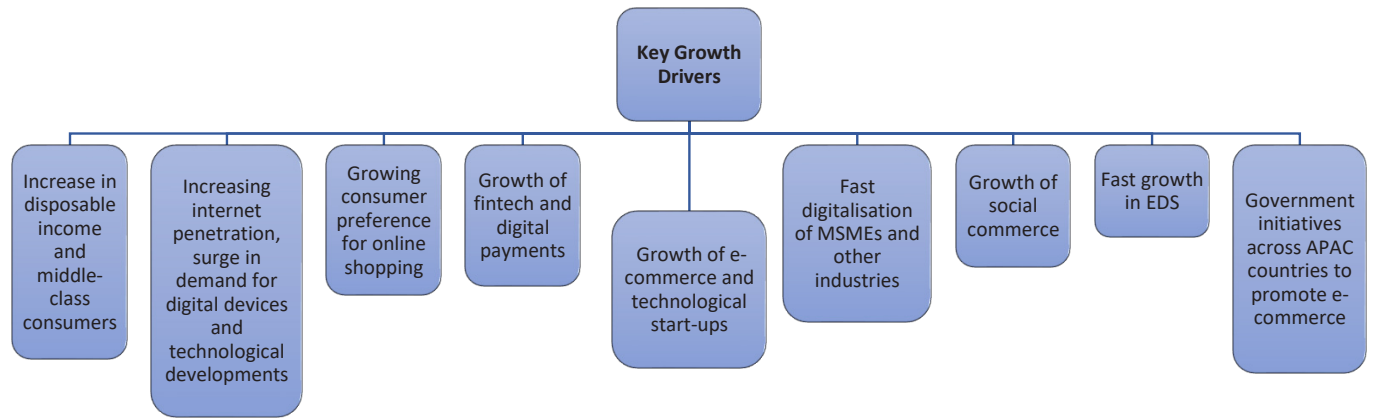 Key Growth
Drivers
Increase in
disposable
income
and
middle-
class
consumers
Increasing
internet
penetration,
surge in
demand for
digital devices
and
technological
developments
Growing
consumer
preference
for online
shopping
Growth of
fintech and
digital
payments
Growth of e-
commerce and
technological
start-ups
Fast
digitalisation
of MSMEs and
other
industries
Growth of
social
commerce
Fast growth
in EDS
Government
initiatives
across APAC
countries to
promote e-
commerce